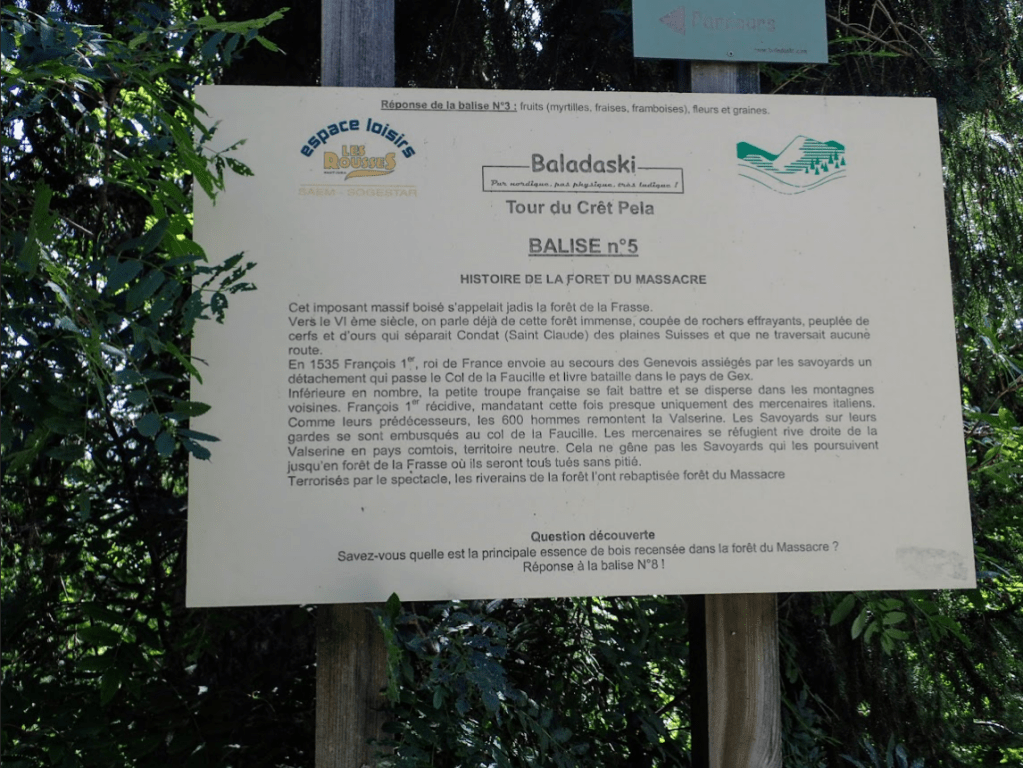 Parcours
Réponse de la balise N°3 : fruits (myrtilles, fraises, framboises), fleurs et graines.
espace loisirs
LES
ROUSSES
SAEM - SOGESTAR
Baladaski
Pur nordique, pas physique, très ludique !
Tour du Crêt Pela
BALISE n°5
HISTOIRE DE LA FORET DU MASSACRE
Cet imposant massif boisé s'appelait jadis la forêt de la Frasse.
Vers le VI ème siècle, on parle déjà de cette forêt immense, coupée de rochers effrayants, peuplée de
cerfs et d'ours qui séparait Condat (Saint Claude) des plaines Suisses et que ne traversait aucune
route.
En 1535 François 1er, roi de France envoie au secours des Genevois assiégés par les savoyards un
détachement qui passe le Col de la Faucille et livre bataille dans le pays de Gex.
Inférieure en nombre, la petite troupe française se fait battre et se disperse dans les montagnes
voisines. François 1er récidive, mandatant cette fois presque uniquement des mercenaires italiens.
Comme leurs prédécesseurs, les 600 hommes remontent la Valserine. Les Savoyards sur leurs
gardes se sont embusqués au col de la Faucille. Les mercenaires se réfugient rive droite de la
Valserine en pays comtois, territoire neutre. Cela ne gêne pas les Savoyards qui les poursuivent
jusqu'en forêt de la Frasse où ils seront tous tués sans pitié.
Terrorisés par le spectacle, les riverains de la forêt l'ont rebaptisée forêt du Massacre
Question découverte
Savez-vous quelle est la principale essence de bois recensée dans la forêt du Massacre ?
Réponse à la balise N°8 !